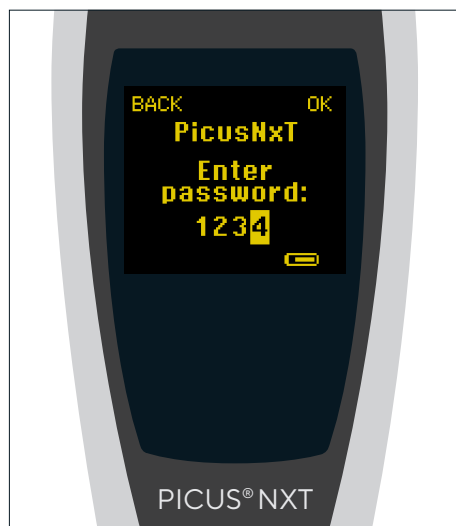 BACK OK
PicusNxT
Enter
password:
1234
PICUS® NXT